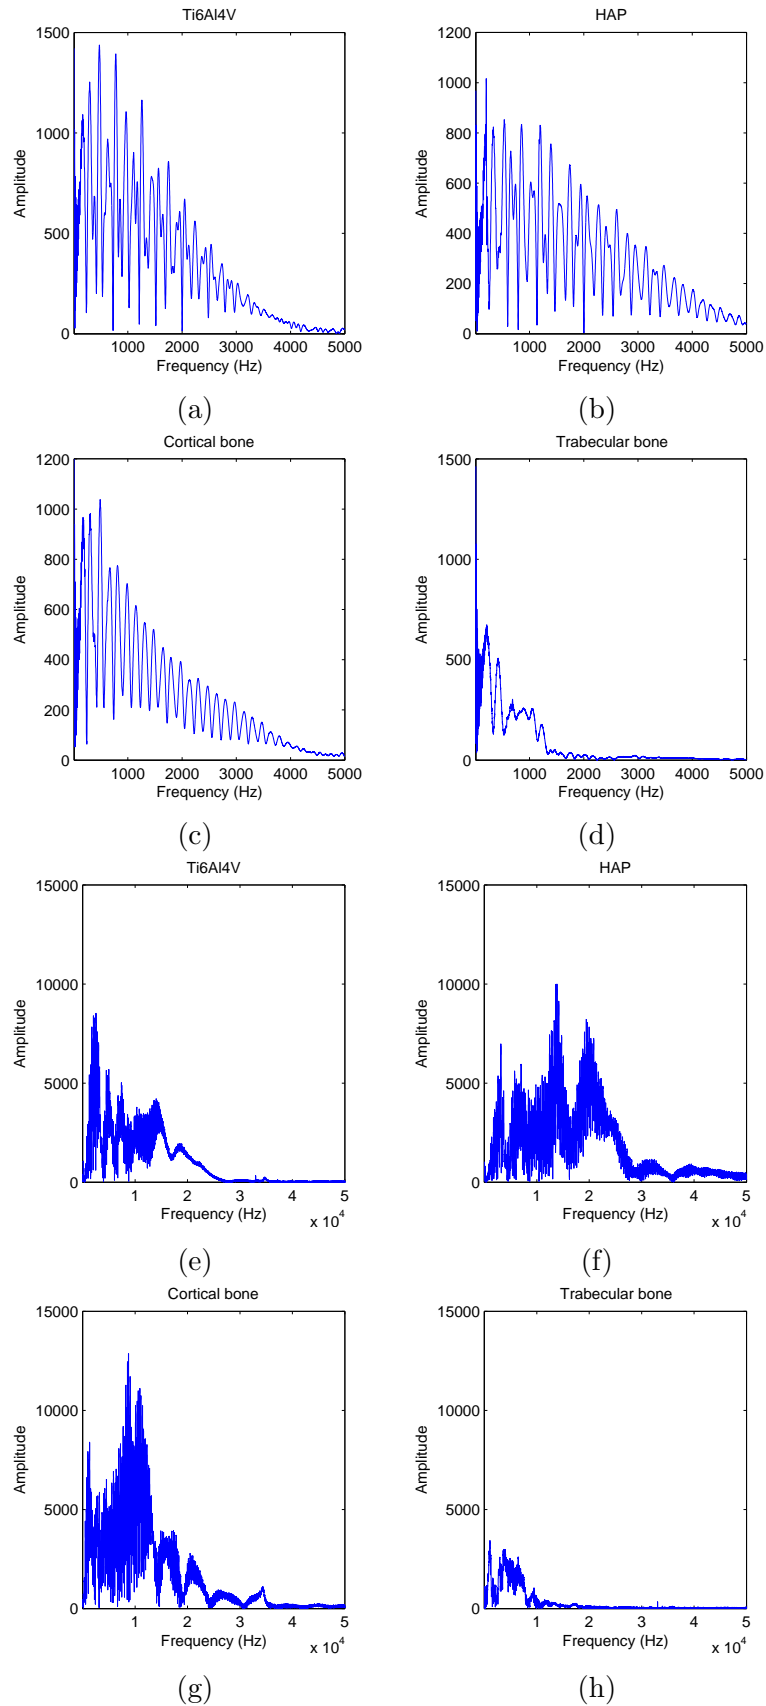 Ti6Al4V
HAP
1500
1000
500
0
1000 2000 3000 4000 5000
Amplitude
Frequency (Hz)
1200
1000
800
600
400
200
0
1000 2000 3000 4000 5000
Amplitude
Frequency (Hz)
(a)
(b)
Cortical bone
Trabecular bone
1200
1000
800
600
400
200
0
1000 2000 3000 4000 5000
Amplitude
Frequency (Hz)
1500
1000
500
0
1000 2000 3000 4000 5000
Amplitude
Frequency (Hz)
(c)
(d)
Ti6Al4V
HAP
15000
10000
5000
0
1 2 3 4 5
Amplitude
Frequency (Hz)
x 10^4
15000
10000
5000
0
1 2 3 4 5
Amplitude
Frequency (Hz)
x 10^4
(e)
(f)
Cortical bone
Trabecular bone
15000
10000
5000
0
1 2 3 4 5
Amplitude
Frequency (Hz)
x 10^4
15000
10000
5000
0
1 2 3 4 5
Amplitude
Frequency (Hz)
x 10^4
(g)
(h)